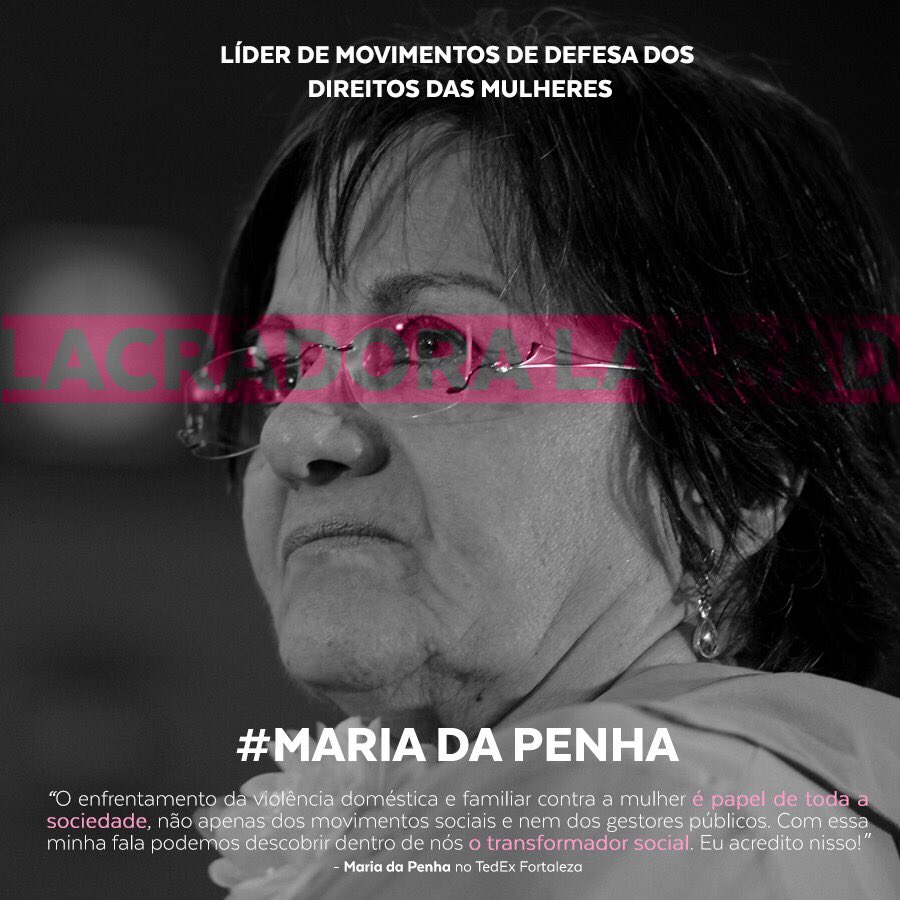 LÍDER DE MOVIMENTOS DE DEFESA DOS
DIREITOS DAS MULHERES
LACRADORA LA
#MARIA DA PENHA
“O enfrentamento da violência doméstica e familiar contra a mulher é papel de toda a
sociedade, não apenas dos movimentos sociais e nem dos gestores públicos. Com essa
minha fala podemos descobrir dentro de nós o transformador social. Eu acredito nisso!”
- Maria da Penha no TedEx Fortaleza